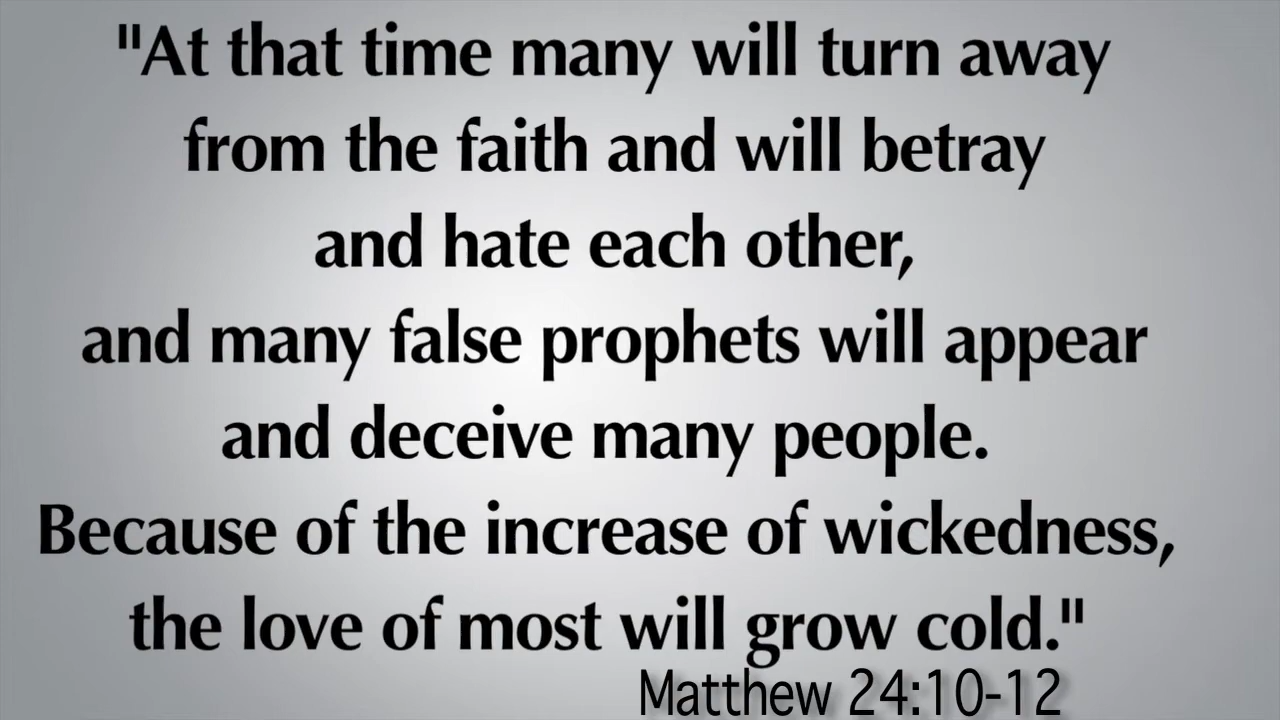 "At that time many will turn away
from the faith and will betray
and hate each other,
and many false prophets will appear
and deceive many people.
Because of the increase of wickedness,
the love of most will grow cold."
Matthew 24:10-12